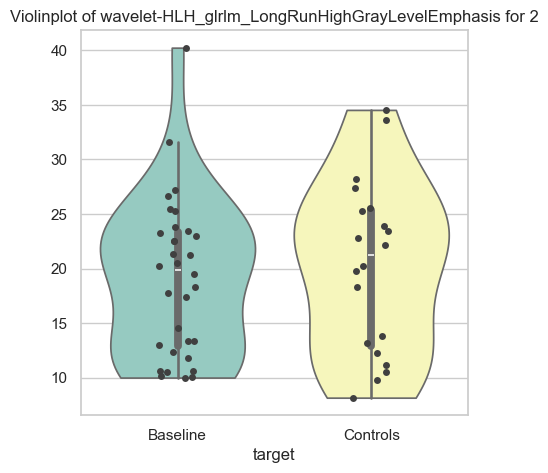 Violinplot of wavelet-HLH_glrlm_LongRunHighGrayLevelEmphasis for 2
40
35
30
25
20
15
10
Baseline Controls
target